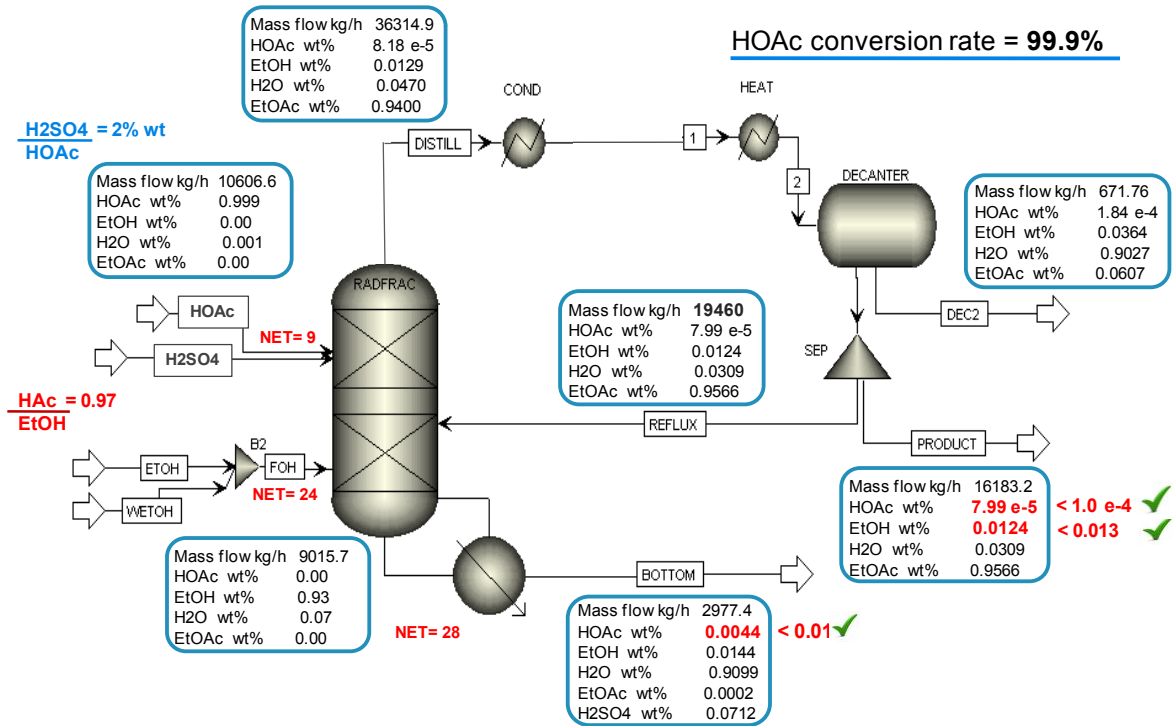 HOAc conversion rate = 99.9%
Mass flow kg/h 36314.9
HOAc wt% 8.18 e-5
EtOH wt% 0.0129
H2O wt% 0.0470
EtOAc wt% 0.9400
COND
HEAT
DISTILL
1
2
H2SO4 = 2% wt
HOAc
Mass flow kg/h 10606.6
HOAc wt% 0.999
EtOH wt% 0.00
H2O wt% 0.001
EtOAc wt% 0.00
DECANTER
Mass flow kg/h 671.76
HOAc wt% 1.84 e-4
EtOH wt% 0.0364
H2O wt% 0.9027
EtOAc wt% 0.0607
DEC2
RADFRAC
HOAc
NET= 9
H2SO4
Mass flow kg/h 19460
HOAc wt% 7.99 e-5
EtOH wt% 0.0124
H2O wt% 0.0309
EtOAc wt% 0.9566
SEP
HAc = 0.97
EtOH
REFLUX
PRODUCT
B2
ETOH
FOH
WETOH
NET= 24
Mass flow kg/h 16183.2
HOAc wt% 7.99 e-5 < 1.0 e-4
EtOH wt% 0.0124 < 0.013
H2O wt% 0.0309
EtOAc wt% 0.9566
Mass flow kg/h 9015.7
HOAc wt% 0.00
EtOH wt% 0.93
H2O wt% 0.07
EtOAc wt% 0.00
NET= 28
BOTTOM
Mass flow kg/h 2977.4
HOAc wt% 0.0044 < 0.01
EtOH wt% 0.0144
H2O wt% 0.9099
EtOAc wt% 0.0002
H2SO4 wt% 0.0712